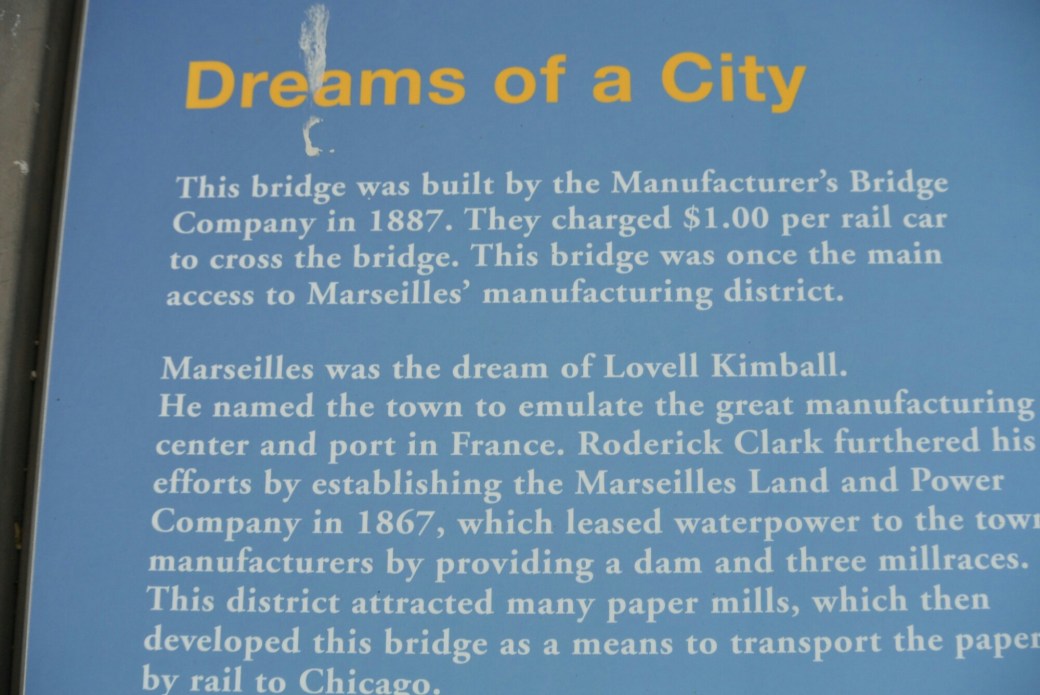 Dreams of a City
This bridge was built by the Manufacturer's Bridge
Company in 1887. They charged $1.00 per rail car
to cross the bridge. This bridge was once the main
access to Marseilles' manufacturing district.
Marseilles was the dream of Lovell Kimball.
He named the town to emulate the great manufacturing
center and port in France. Roderick Clark furthered his
efforts by establishing the Marseilles Land and Power
Company in 1867, which leased waterpower to the town
manufacturers by providing a dam and three millraces.
This district attracted many paper mills, which then
developed this bridge as a means to transport the paper
by rail to Chicago.